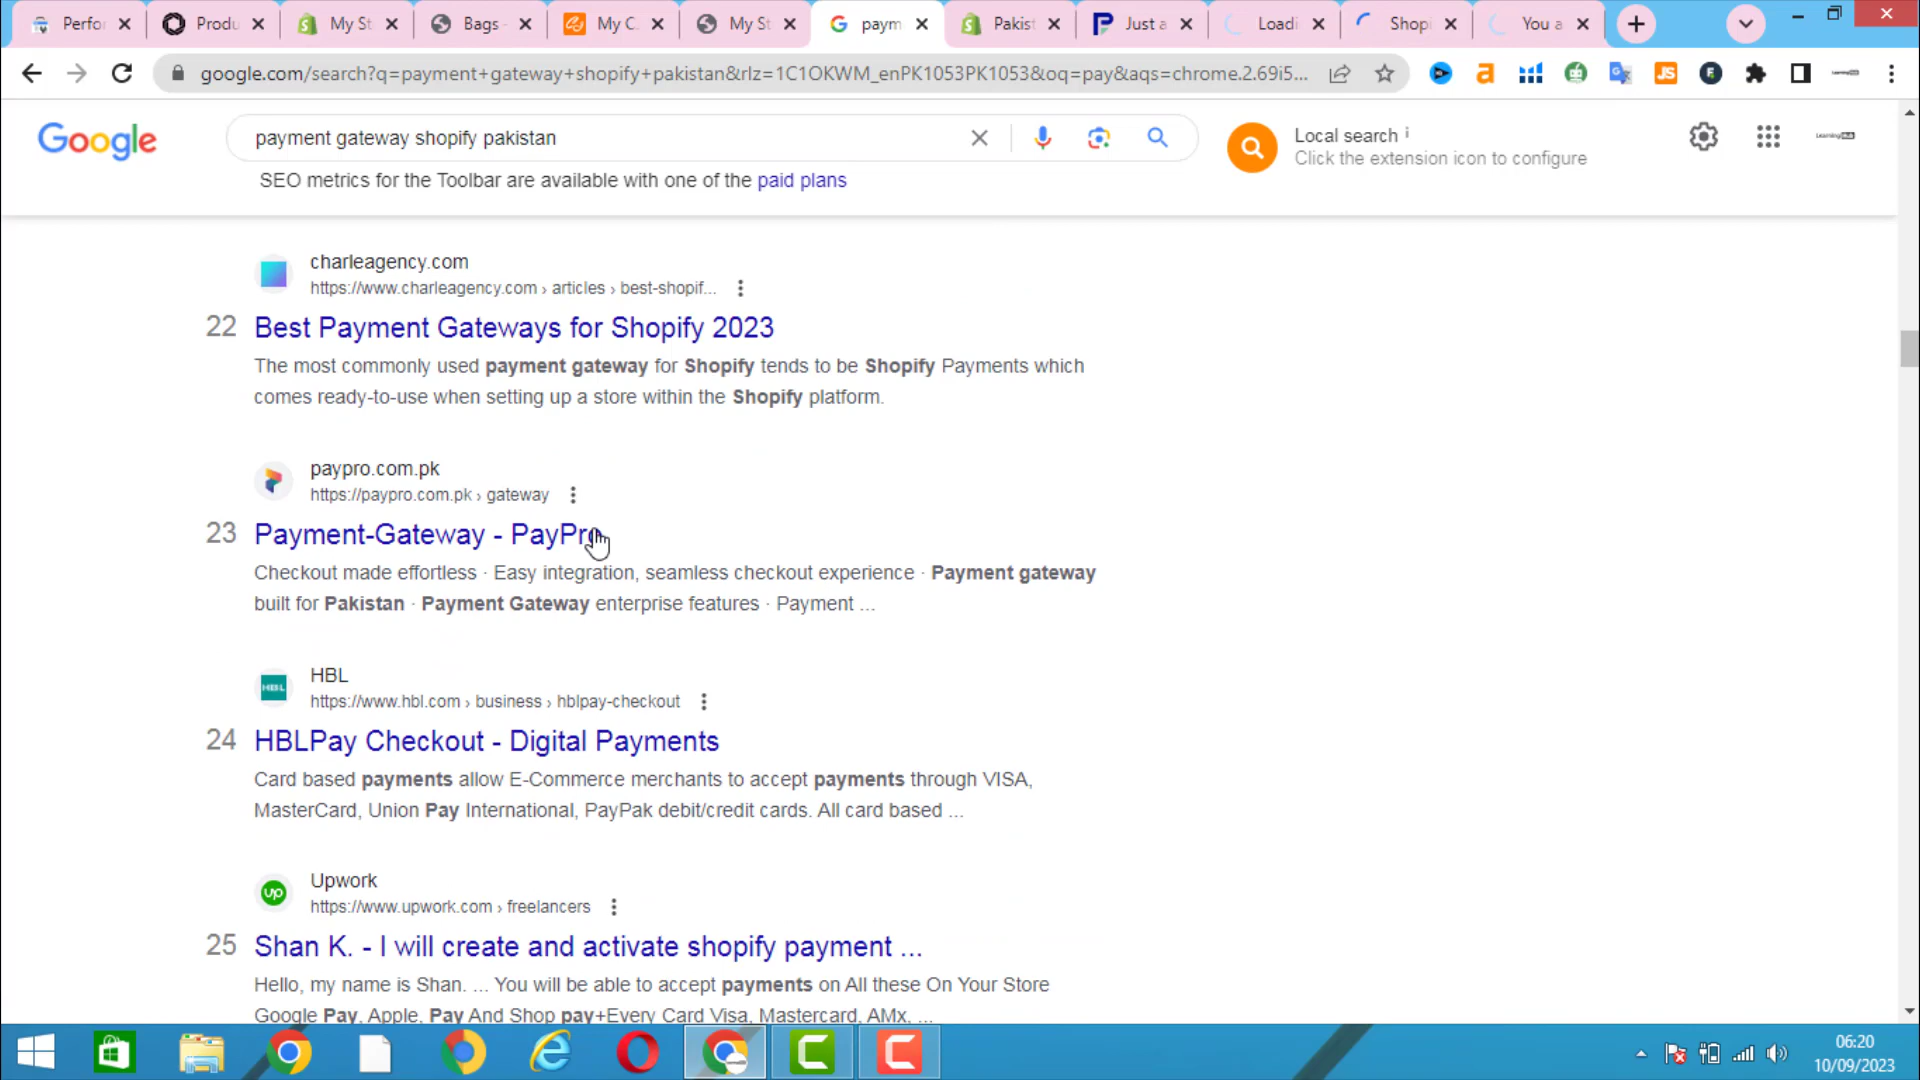 Perfor
Produ
My St
Bags -
My C
My St
paym
Pakist
Just a
Loadi
Shopi
You a
google.com/search?q=payment+gateway+shopify+pakistan&rlz=1C1OKWM_enPK1053PK1053&oq=pay&aqs=chrome.2.69i5...
Google
payment gateway shopify pakistan
Local search i
Click the extension icon to configure
SEO metrics for the Toolbar are available with one of the paid plans
charleagency.com
https://www.charleagency.com › articles › best-shopif...
22 Best Payment Gateways for Shopify 2023
The most commonly used payment gateway for Shopify tends to be Shopify Payments which
comes ready-to-use when setting up a store within the Shopify platform.
paypro.com.pk
https://paypro.com.pk › gateway
23 Payment-Gateway - PayPro
Checkout made effortless · Easy integration, seamless checkout experience · Payment gateway
built for Pakistan · Payment Gateway enterprise features · Payment ...
HBL
HBL
https://www.hbl.com › business › hblpay-checkout
24 HBLPay Checkout - Digital Payments
Card based payments allow E-Commerce merchants to accept payments through VISA,
MasterCard, Union Pay International, PayPak debit/credit cards. All card based ...
Upwork
up
https://www.upwork.com › freelancers
25 Shan K. - I will create and activate shopify payment ...
Hello, my name is Shan. ... You will be able to accept payments on All these On Your Store
Google Pay, Apple, Pay And Shop pay+Every Card Visa, Mastercard, AMx, ...
06:20
10/09/2023